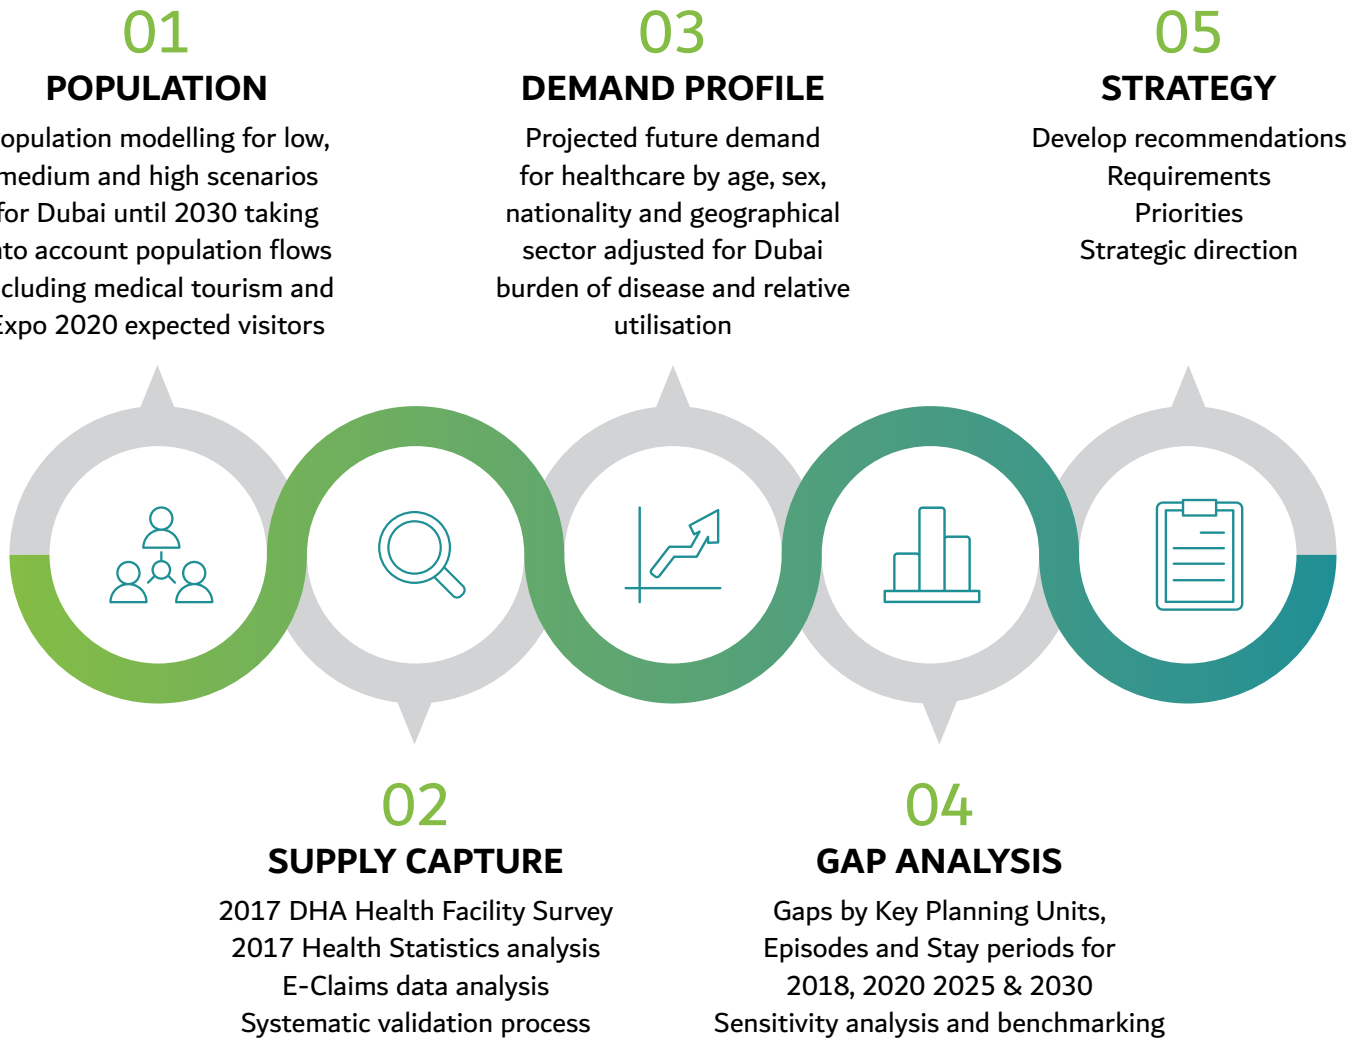 01
POPULATION
opulation modelling for low,
medium and high scenarios
for Dubai until 2030 taking
nto account population flows
cluding medical tourism and
Expo 2020 expected visitors
03
DEMAND PROFILE
Projected future demand
for healthcare by age, sex,
nationality and geographical
sector adjusted for Dubai
burden of disease and relative
utilisation
05
STRATEGY
Develop recommendations
Requirements
Priorities
Strategic direction
02
SUPPLY CAPTURE
2017 DHA Health Facility Survey
2017 Health Statistics analysis
E-Claims data analysis
Systematic validation process
04
GAP ANALYSIS
Gaps by Key Planning Units,
Episodes and Stay periods for
2018, 2020 2025 & 2030
Sensitivity analysis and benchmarking